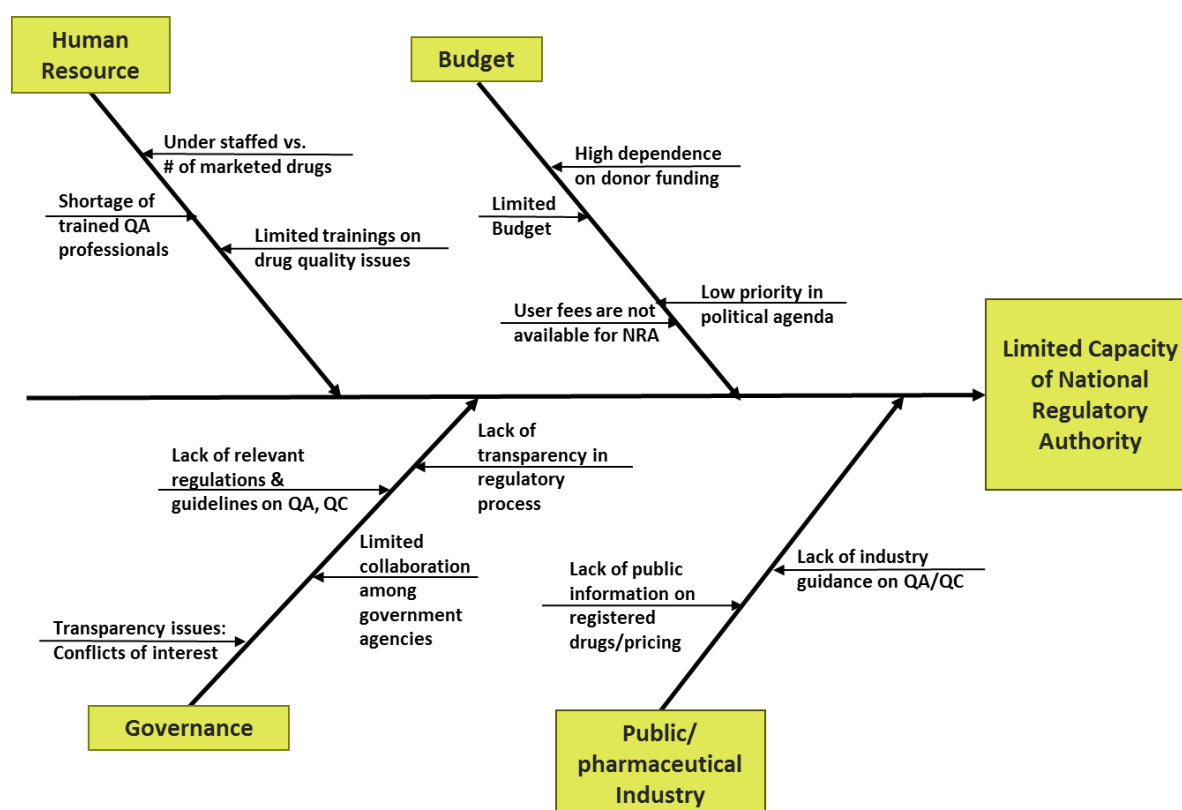 Human
Resource
Budget
Under staffed vs.
# of marketed drugs
Shortage of
trained QA
professionals
Limited trainings on
drug quality issues
High dependence
on donor funding
Limited
Budget
Low priority in
political agenda
User fees are not
available for NRA
Limited Capacity
of National
Regulatory
Authority
Lack of
transparency in
regulatory
process
Lack of relevant
regulations &
guidelines on QA, QC
Limited
collaboration
among
government
agencies
Transparency issues:
Conflicts of interest
Lack of industry
guidance on QA/QC
Lack of public
information on
registered
drugs/pricing
Governance
Public/
pharmaceutical
Industry